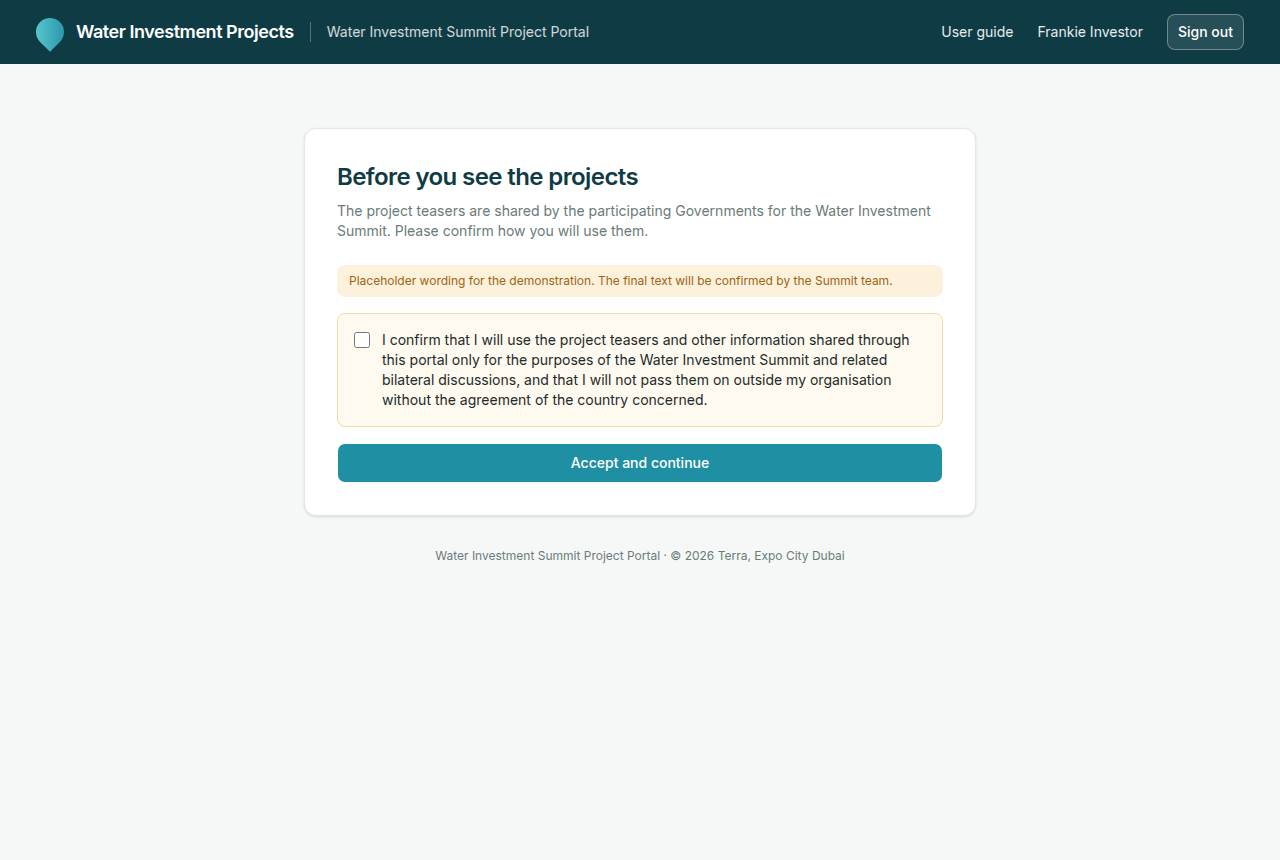 Water Investment Projects
Water Investment Summit Project Portal
User guide
Frankie Investor
Sign out
Before you see the projects
The project teasers are shared by the participating Governments for the Water Investment
Summit. Please confirm how you will use them.
Placeholder wording for the demonstration. The final text will be confirmed by the Summit team.
I confirm that I will use the project teasers and other information shared through
this portal only for the purposes of the Water Investment Summit and related
bilateral discussions, and that I will not pass them on outside my organisation
without the agreement of the country concerned.
Accept and continue
Water Investment Summit Project Portal · © 2026 Terra, Expo City Dubai